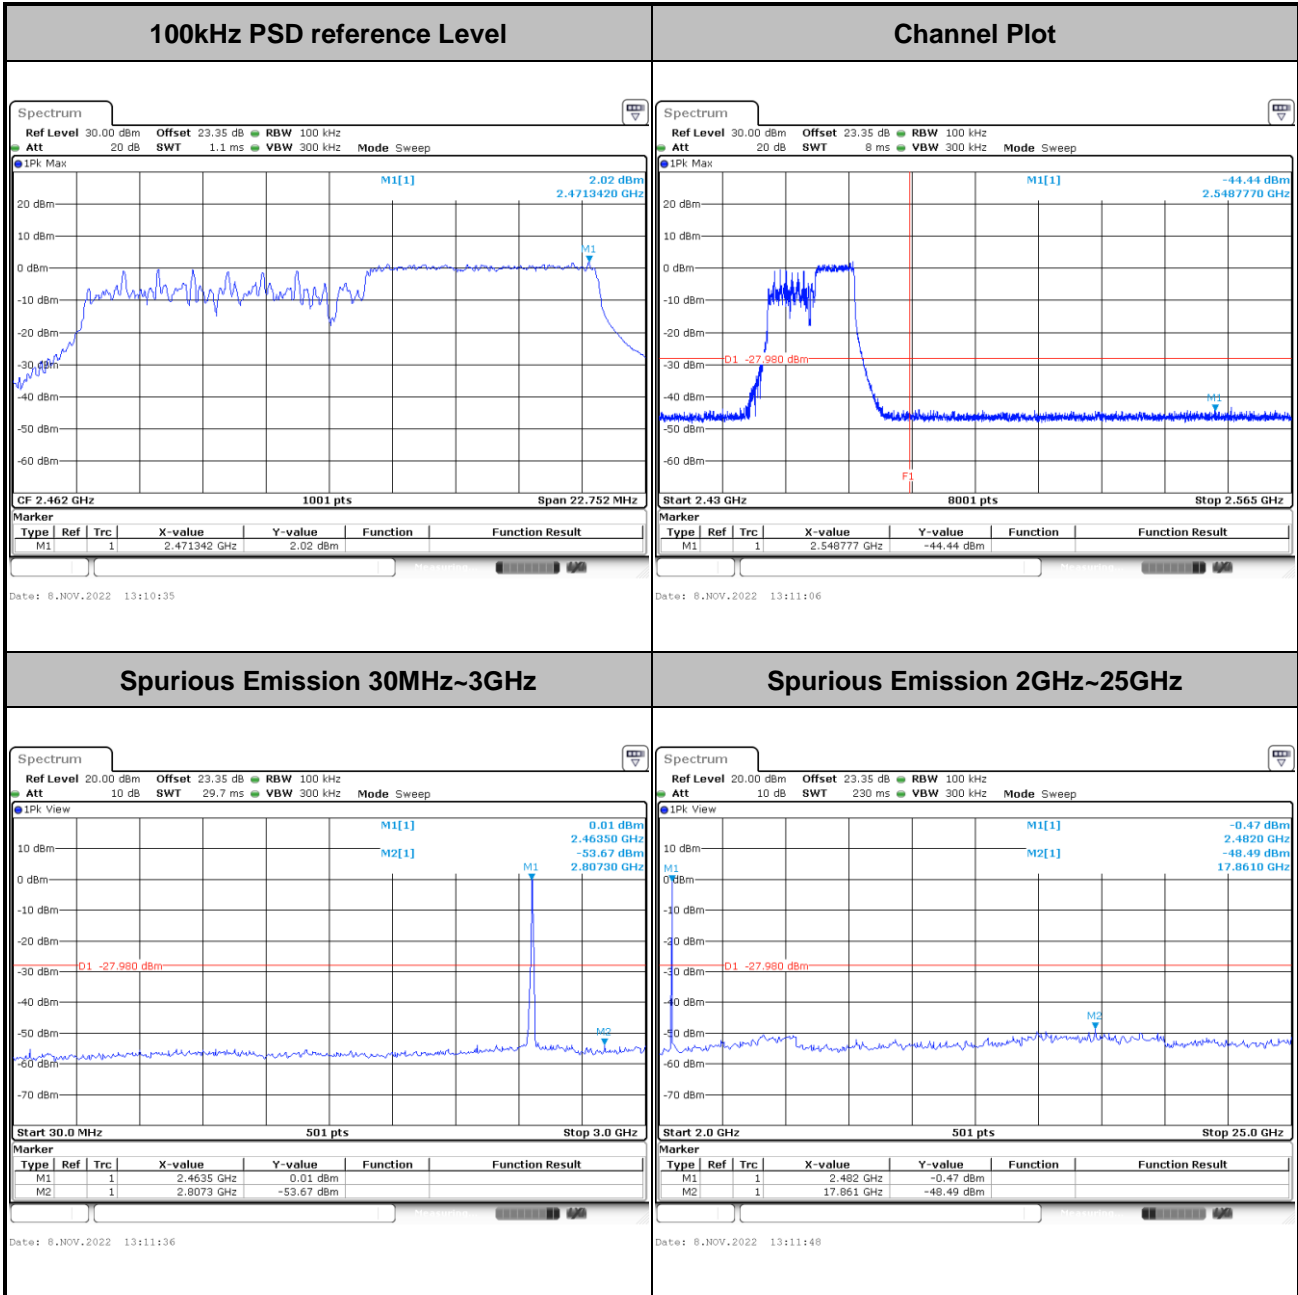 100kHz PSD reference Level
Channel Plot
Spectrum
Ref Level 30.00 dBm Offset 23.35 dB RBW 100 kHz
Att 20 dB SWT 1.1 ms VBW 300 kHz Mode Sweep
1Pk Max
M1[1] 2.02 dBm
2.4713420 GHz
M1
20 dBm
10 dBm
0 dBm
-10 dBm
-20 dBm
-30 dBm
-40 dBm
-50 dBm
-60 dBm
CF 2.462 GHz 1001 pts Span 22.752 MHz
Marker
Type Ref Trc X-value Y-value Function Function Result
M1 1 2.471342 GHz 2.02 dBm
Measuring
Date: 8.NOV.2022 13:10:35
Spectrum
Ref Level 30.00 dBm Offset 23.35 dB RBW 100 kHz
Att 20 dB SWT 8 ms VBW 300 kHz Mode Sweep
1Pk Max
M1[1] -44.44 dBm
2.5487770 GHz
20 dBm
10 dBm
0 dBm
-10 dBm
-20 dBm
D1 -27.980 dBm
-30 dBm
-40 dBm
M1
-50 dBm
-60 dBm
F1
Start 2.43 GHz 8001 pts Stop 2.565 GHz
Marker
Type Ref Trc X-value Y-value Function Function Result
M1 1 2.548777 GHz -44.44 dBm
Measuring
Date: 8.NOV.2022 13:11:06
Spurious Emission 30MHz~3GHz
Spurious Emission 2GHz~25GHz
Spectrum
Ref Level 20.00 dBm Offset 23.35 dB RBW 100 kHz
Att 10 dB SWT 29.7 ms VBW 300 kHz Mode Sweep
1Pk View
M1[1] 0.01 dBm
2.46350 GHz
M2[1] -53.67 dBm
2.80730 GHz
M1
10 dBm
0 dBm
-10 dBm
-20 dBm
D1 -27.980 dBm
-30 dBm
-40 dBm
-50 dBm
M2
-60 dBm
-70 dBm
Start 30.0 MHz 501 pts Stop 3.0 GHz
Marker
Type Ref Trc X-value Y-value Function Function Result
M1 1 2.4635 GHz 0.01 dBm
M2 1 2.8073 GHz -53.67 dBm
Measuring
Date: 8.NOV.2022 13:11:36
Spectrum
Ref Level 20.00 dBm Offset 23.35 dB RBW 100 kHz
Att 10 dB SWT 230 ms VBW 300 kHz Mode Sweep
1Pk View
M1[1] -0.47 dBm
2.4820 GHz
M2[1] -48.49 dBm
17.8610 GHz
10 dBm
M1
0 dBm
-10 dBm
-20 dBm
D1 -27.980 dBm
-30 dBm
-40 dBm
M2
-50 dBm
-60 dBm
-70 dBm
Start 2.0 GHz 501 pts Stop 25.0 GHz
Marker
Type Ref Trc X-value Y-value Function Function Result
M1 1 2.482 GHz -0.47 dBm
M2 1 17.861 GHz -48.49 dBm
Measuring
Date: 8.NOV.2022 13:11:48